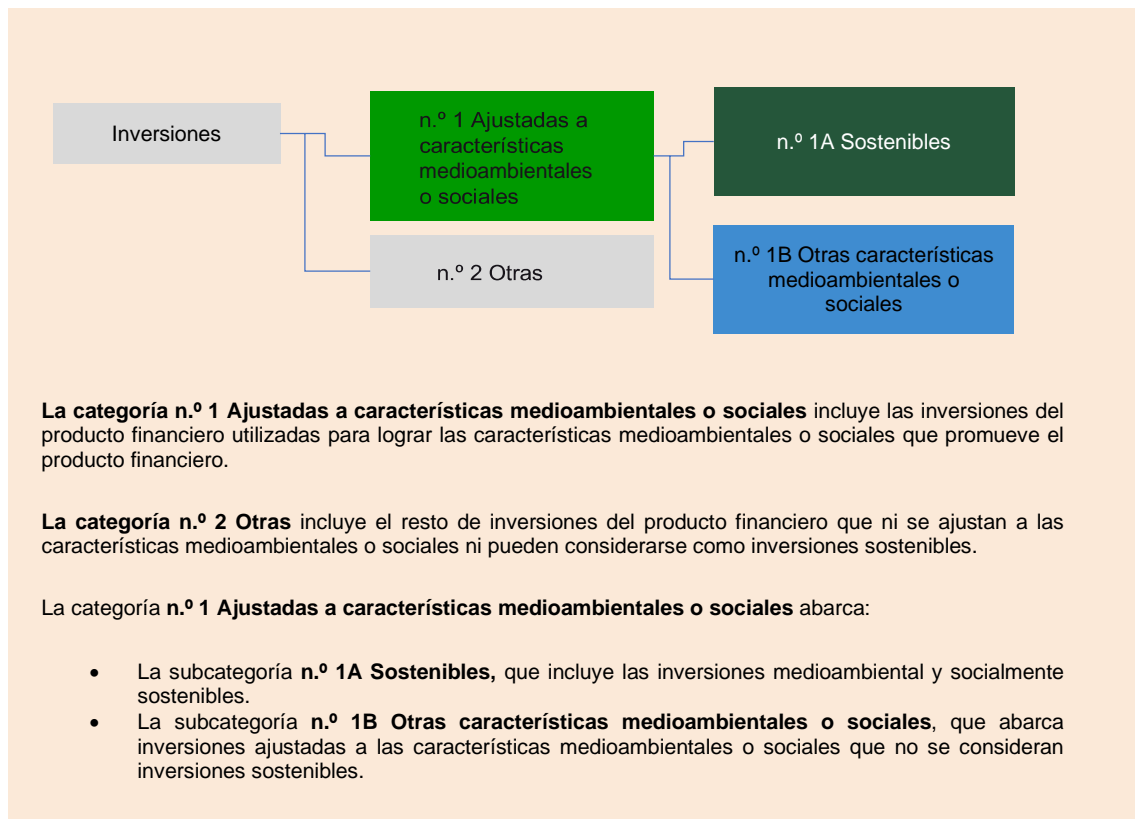 Inversiones
n.º 1 Ajustadas a
características
medioambientales
o sociales
n.º 1A Sostenibles
n.º 2 Otras
n.º 1B Otras características
medioambientales o
sociales
La categoría n.º 1 Ajustadas a características medioambientales o sociales incluye las inversiones del
producto financiero utilizadas para lograr las características medioambientales o sociales que promueve el
producto financiero.
La categoría n.º 2 Otras incluye el resto de inversiones del producto financiero que ni se ajustan a las
características medioambientales o sociales ni pueden considerarse como inversiones sostenibles.
La categoría n.º 1 Ajustadas a características medioambientales o sociales abarca:
• La subcategoría n.º 1A Sostenibles, que incluye las inversiones medioambiental y socialmente
sostenibles.
• La subcategoría n.º 1B Otras características medioambientales o sociales, que abarca
inversiones ajustadas a las características medioambientales o sociales que no se consideran
inversiones sostenibles.